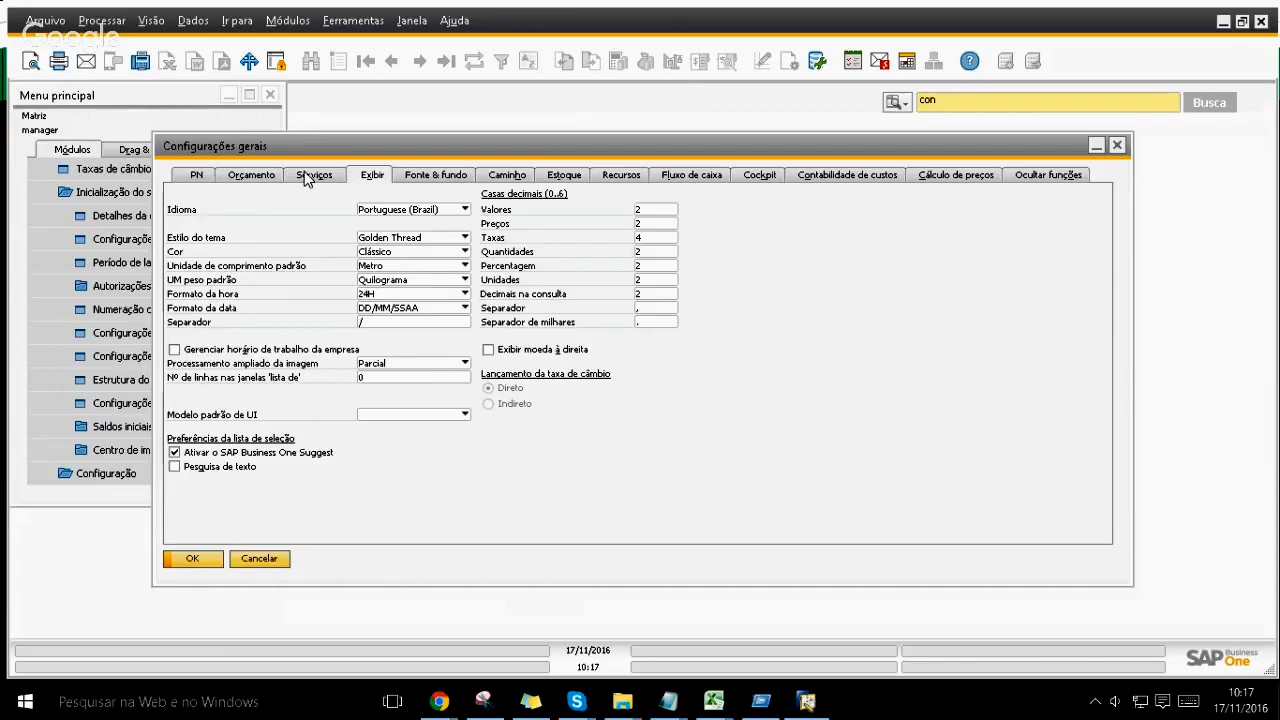 Arquivo Processar Visão Dados Ir para Módulos Ferramentas Janela Ajuda
Google
Menu principal
Matriz
manager
Módulos Drag &
con Busca
Taxas de câmbio
Inicialização do s
Detalhes da
Configuraçõe
Período de la
Autorizações
Numeração
Configuraçõe
Configuraçõe
Estrutura do
Configuraçõe
Saldos iniciais
Centro de im
Configuração
Configurações gerais
PN Orçamento Serviços Exibir Fonte & fundo Caminho Estoque Recursos Fluxo de caixa Cockpit Contabilidade de custos Cálculo de preços Ocultar funções
Casas decimais (0..6)
Idioma Portuguese (Brazil) Valores 2
Preços 2
Estilo do tema Golden Thread Taxas 4
Cor Clássico Quantidades 2
Unidade de comprimento padrão Metro Percentagem 2
UM peso padrão Quilograma Unidades 2
Formato da hora 24H Decimais na consulta 2
Formato da data DD/MM/SSAA Separador ,
Separador / Separador de milhares .
Gerenciar horário de trabalho da empresa Exibir moeda à direita
Processamento ampliado da imagem Parcial
Nº de linhas nas janelas 'lista de' 0
Lançamento da taxa de câmbio
Direto
Indireto
Modelo padrão de UI
Preferências da lista de seleção
Ativar o SAP Business One Suggest
Pesquisa de texto
OK Cancelar
17/11/2016
10:17
SAP Business One
Pesquisar na Web e no Windows
10:17
17/11/2016